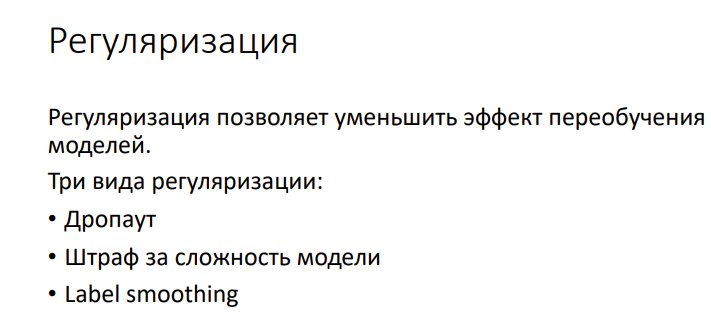 Регуляризация
Регуляризация позволяет уменьшить эффект переобучения
моделей.
Три вида регуляризации:
• Дропаут
• Штраф за сложность модели
• Label smoothing